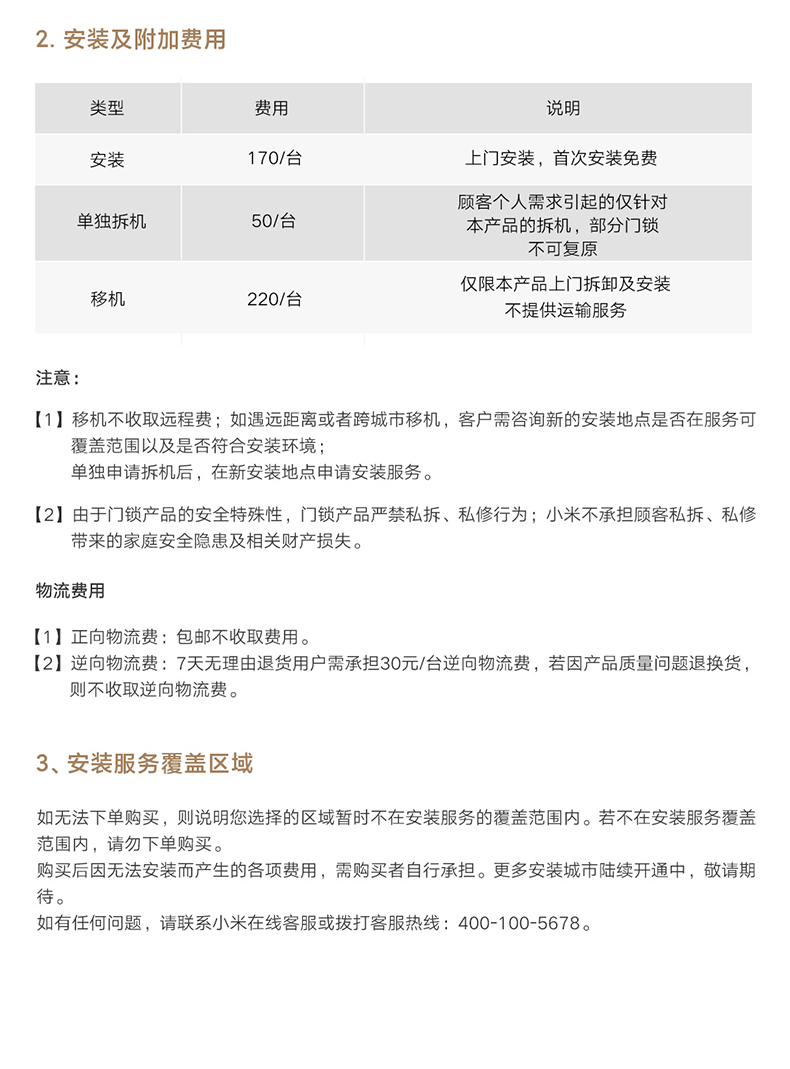 2. 安装及附加费用
类型 费用 说明
安装 170/台 上门安装，首次安装免费
单独拆机 50/台 顾客个人需求引起的仅针对
本产品的拆机，部分门锁
不可复原
移机 220/台 仅限本产品上门拆卸及安装
不提供运输服务
注意：
【1】移机不收取远程费；如遇远距离或者跨城市移机，客户需咨询新的安装地点是否在服务可
覆盖范围以及是否符合安装环境；
单独申请拆机后，在新安装地点申请安装服务。
【2】由于门锁产品的安全特殊性，门锁产品严禁私拆、私修行为；小米不承担顾客私拆、私修
带来的家庭安全隐患及相关财产损失。
物流费用
【1】正向物流费：包邮不收取费用。
【2】逆向物流费：7天无理由退货用户需承担30元/台逆向物流费，若因产品质量问题退换货，
则不收取逆向物流费。
3、安装服务覆盖区域
如无法下单购买，则说明您选择的区域暂时不在安装服务的覆盖范围内。若不在安装服务覆盖
范围内，请勿下单购买。
购买后因无法安装而产生的各项费用，需购买者自行承担。更多安装城市陆续开通中，敬请期
待。
如有任何问题，请联系小米在线客服或拨打客服热线：400-100-5678。